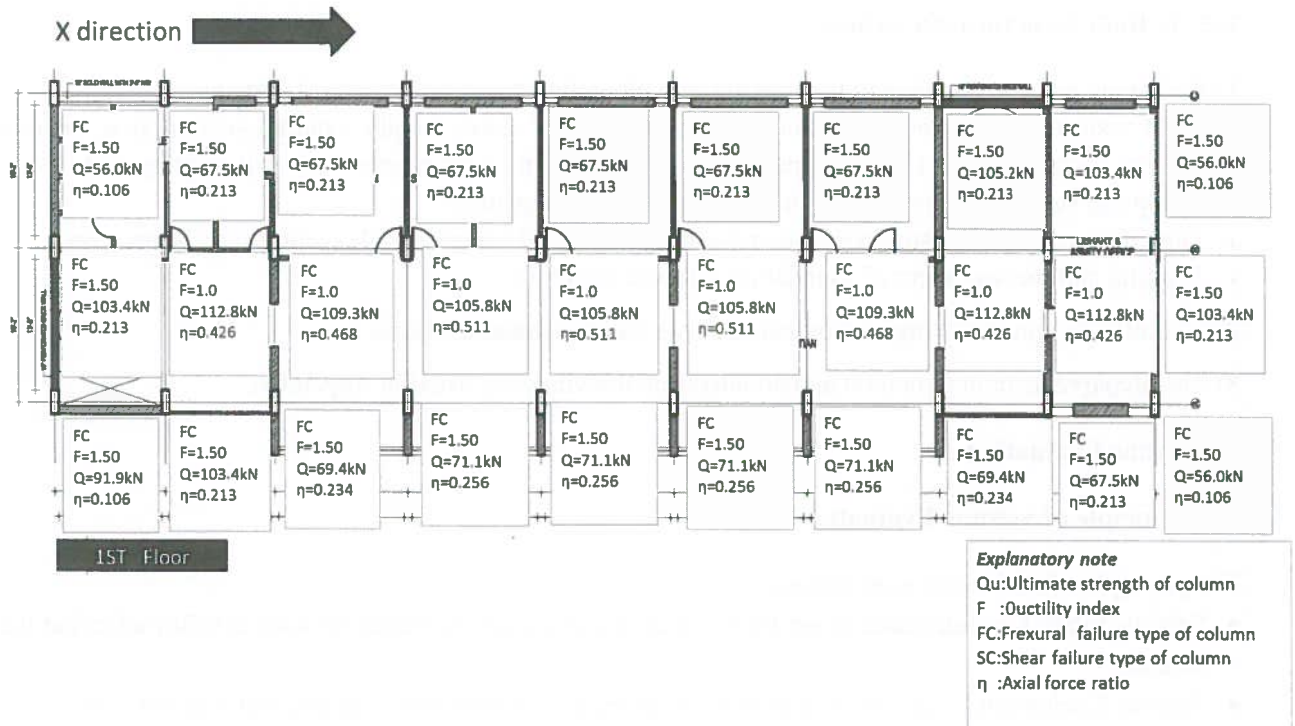 X direction
FC
F=1.50
Q=56.0kN
η=0.106
FC
F=1.50
Q=67.5kN
η=0.213
FC
F=1.50
Q=67.5kN
η=0.213
FC
F=1.50
Q=67.5kN
η=0.213
FC
F=1.50
Q=67.5kN
η=0.213
FC
F=1.50
Q=67.5kN
η=0.213
FC
F=1.50
Q=67.5kN
η=0.213
FC
F=1.50
Q=105.2kN
η=0.213
FC
F=1.50
Q=103.4kN
η=0.213
FC
F=1.50
Q=56.0kN
η=0.106
LIBRARY &
FC
F=1.50
Q=103.4kN
η=0.213
FC
F=1.0
Q=112.8kN
η=0.426
FC
F=1.0
Q=109.3kN
η=0.468
FC
F=1.0
Q=105.8kN
η=0.511
FC
F=1.0
Q=105.8kN
η=0.511
FC
F=1.0
Q=105.8kN
η=0.511
FC
F=1.0
Q=109.3kN
η=0.468
FC
F=1.0
Q=112.8kN
η=0.426
FC
F=1.0
Q=112.8kN
η=0.426
FC
F=1.50
Q=103.4kN
η=0.213
FC
F=1.50
Q=91.9kN
η=0.106
FC
F=1.50
Q=103.4kN
η=0.213
FC
F=1.50
Q=69.4kN
η=0.234
FC
F=1.50
Q=71.1kN
η=0.256
FC
F=1.50
Q=71.1kN
η=0.256
FC
F=1.50
Q=71.1kN
η=0.256
FC
F=1.50
Q=71.1kN
η=0.256
FC
F=1.50
Q=69.4kN
η=0.234
FC
F=1.50
Q=67.5kN
η=0.213
FC
F=1.50
Q=56.0kN
η=0.106
1ST Floor
Explanatory note
Qu:Ultimate strength of column
F :Ouctility index
FC:Frexural failure type of column
SC:Shear failure type of column
η :Axial force ratio